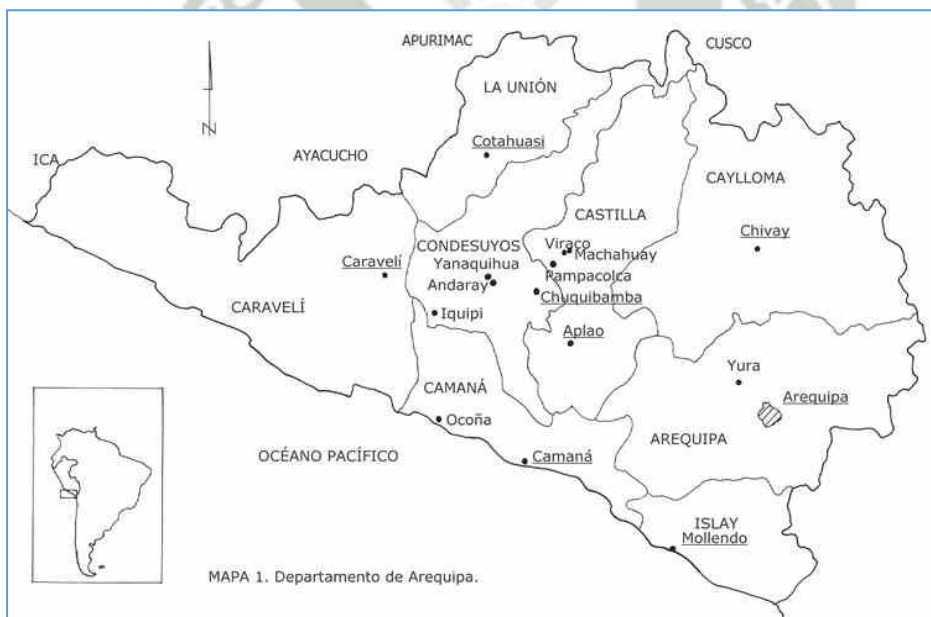 APURIMAC
CUSCO
LA UNIÓN
Cotahuasi
ICA
AYACUCHO
CAYLLOMA
CASTILLA
Chivay
CONDESUYOS
Viraco
Machahuay
Caravelí
Yanaquihua
Pampacolca
Andaray
Chuquibamba
CARAVELÍ
Iquipi
Aplao
Yura
CAMANÁ
Arequipa
Ocoña
AREQUIPA
OCÉANO PACÍFICO
Camaná
ISLAY
Mollendo
MAPA 1. Departamento de Arequipa.
N